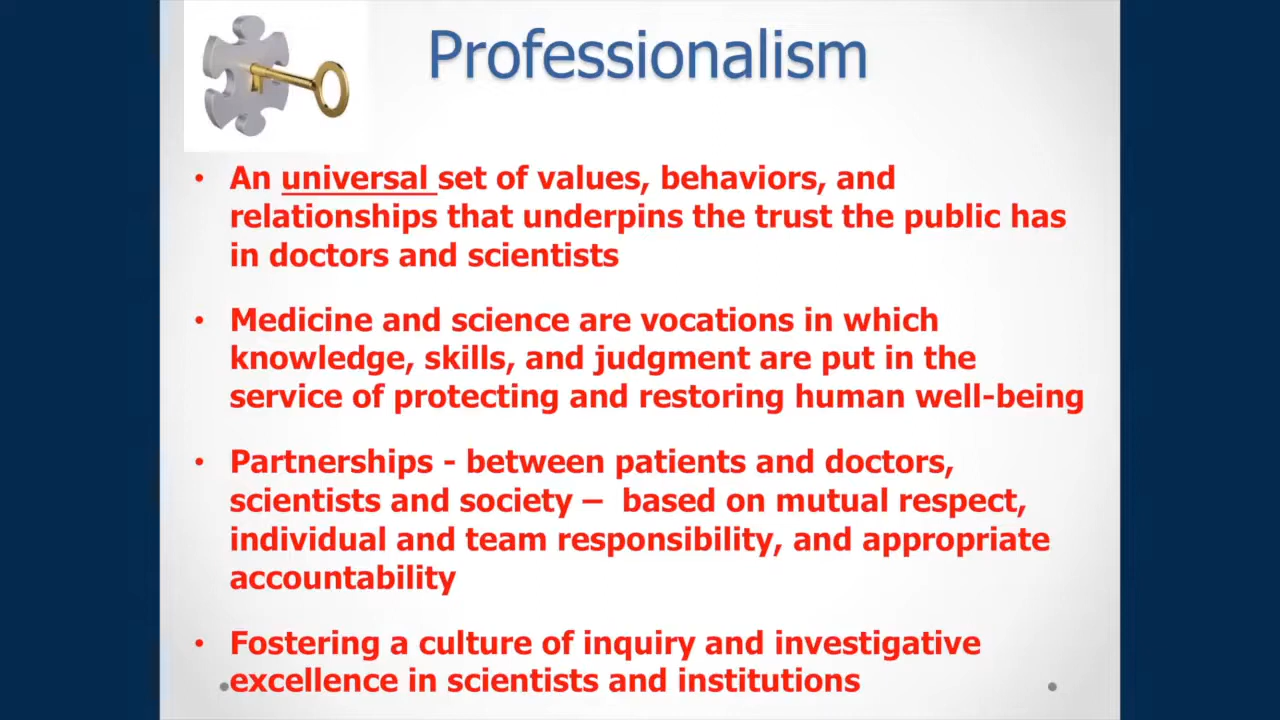 Professionalism
• An universal set of values, behaviors, and
relationships that underpins the trust the public has
in doctors and scientists
• Medicine and science are vocations in which
knowledge, skills, and judgment are put in the
service of protecting and restoring human well-being
• Partnerships - between patients and doctors,
scientists and society – based on mutual respect,
individual and team responsibility, and appropriate
accountability
• Fostering a culture of inquiry and investigative
excellence in scientists and institutions